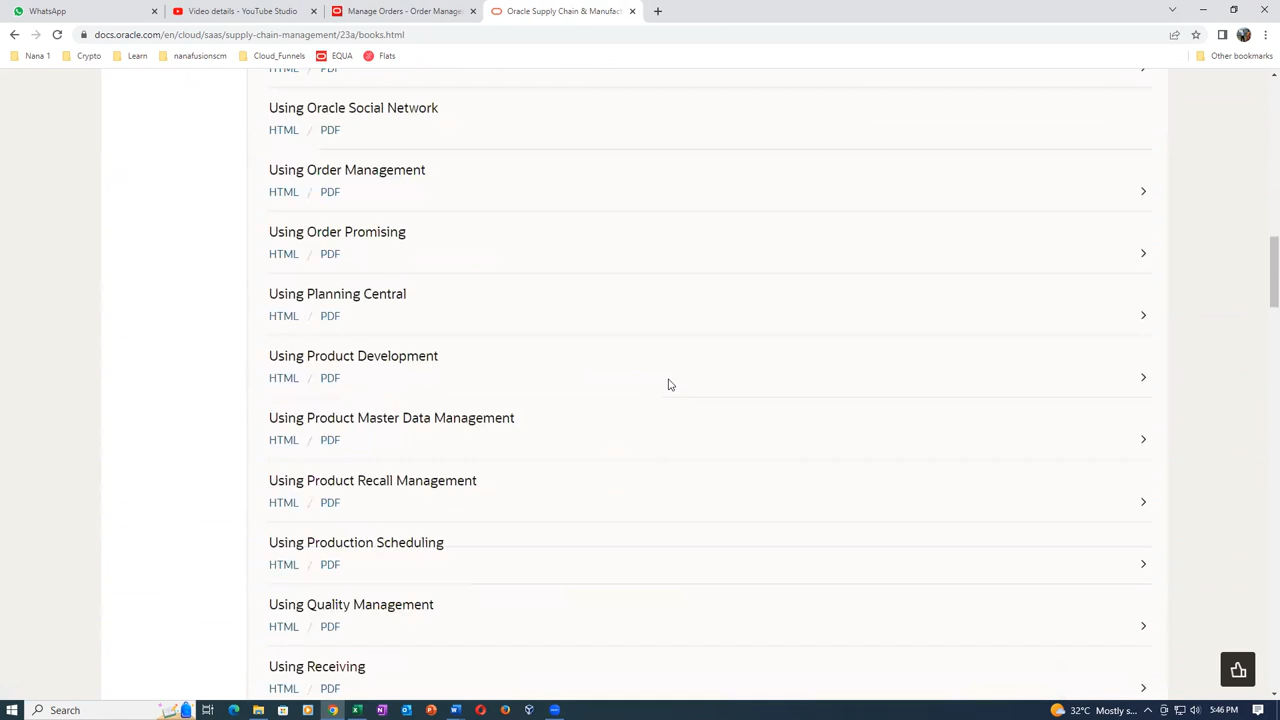 WhatsApp
Video details - YouTube Studio
Manage Orders - Order Manage
Oracle Supply Chain & Manufact
docs.oracle.com/en/cloud/saas/supply-chain-management/23a/books.html
Nana 1
Crypto
Learn
nanafusionscm
Cloud_Funnels
EQUA
Flats
Other bookmarks
HTML / PDF
Using Oracle Social Network
HTML / PDF
Using Order Management
HTML / PDF
Using Order Promising
HTML / PDF
Using Planning Central
HTML / PDF
Using Product Development
HTML / PDF
Using Product Master Data Management
HTML / PDF
Using Product Recall Management
HTML / PDF
Using Production Scheduling
HTML / PDF
Using Quality Management
HTML / PDF
Using Receiving
HTML / PDF
Search
32°C Mostly s...
5:46 PM